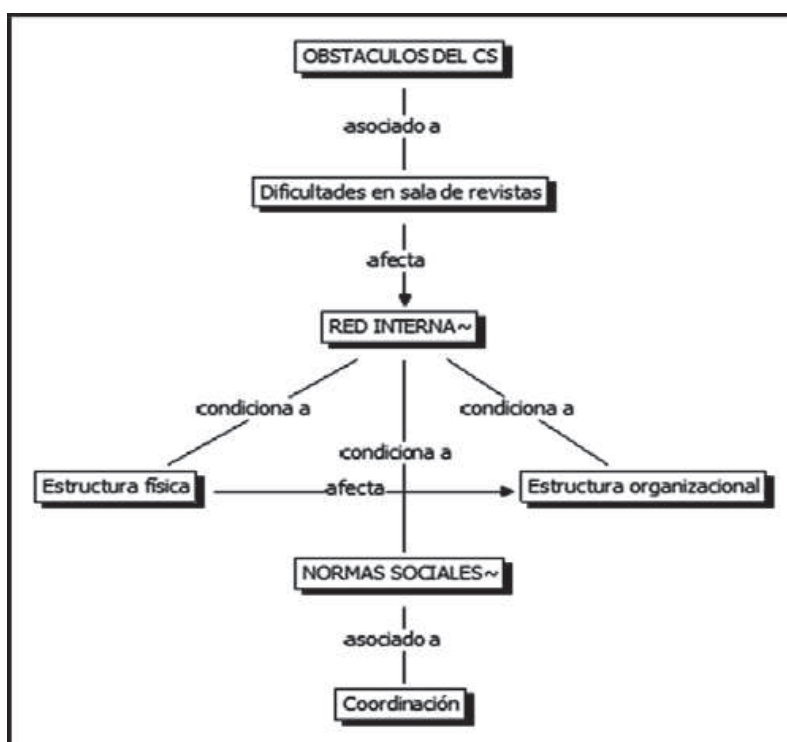 OBSTACULOS DEL CS
asociado a
Dificultades en sala de revistas
afecta
RED INTERNA~
condiciona a
condiciona a
condiciona a
Estructura física
afecta
Estructura organizacional
NORMAS SOCIALES~
asociado a
Coordinación